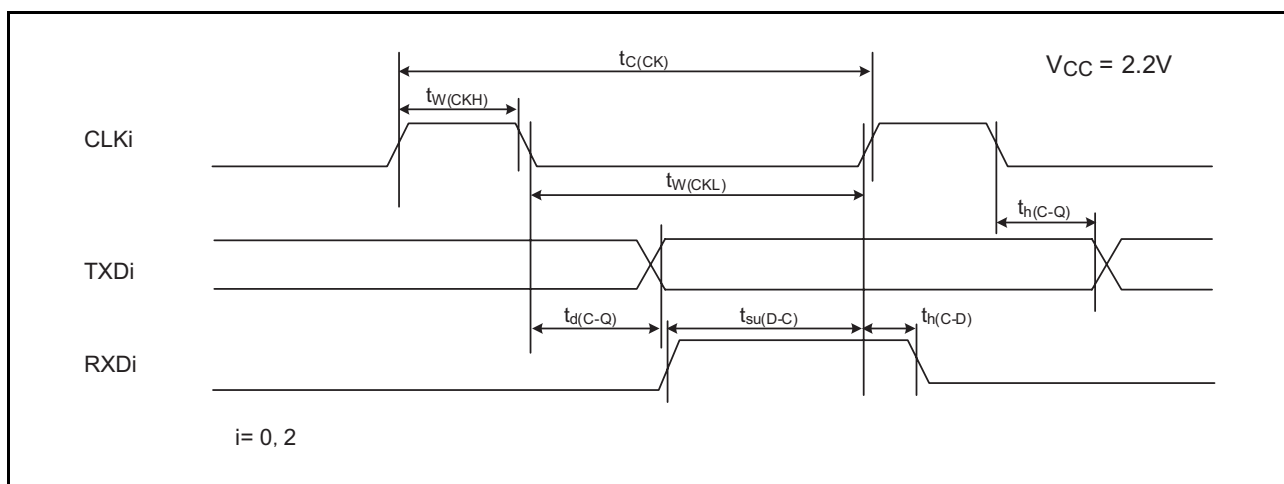 tC(CK)
VCC = 2.2V
tW(CKH)
CLKi
tW(CKL)
th(C-Q)
TXDi
td(C-Q)
tsu(D-C)
th(C-D)
RXDi
i= 0, 2